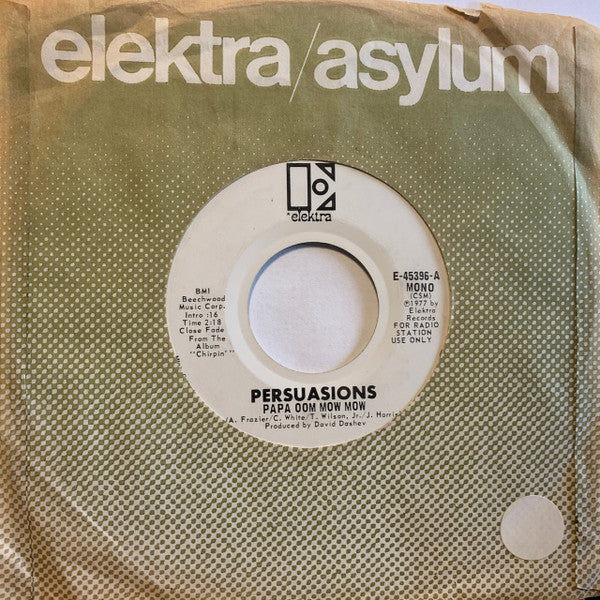 elektra/asylum
elektra
BMI
Beechwood
Music Corp.
Intro :16
Time 2:18
Close Fade
From The
Album
"Chirpin'"
E-45396-A
MONO
(CSM)
℗1977 by
Elektra
Records
FOR RADIO
STATION
USE ONLY
PERSUASIONS
PAPA OOM MOW MOW
/A. Frazier/C. White/T. Wilson, Jr./J. Harris
Produced by David Dashev